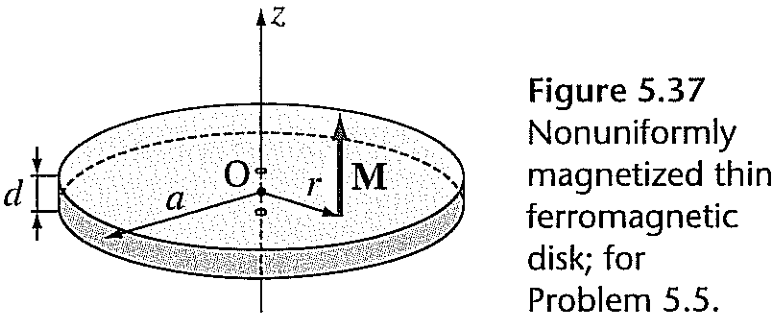 z
d
a
O
r
M
Figure 5.37
Nonuniformly
magnetized thin
ferromagnetic
disk; for
Problem 5.5.